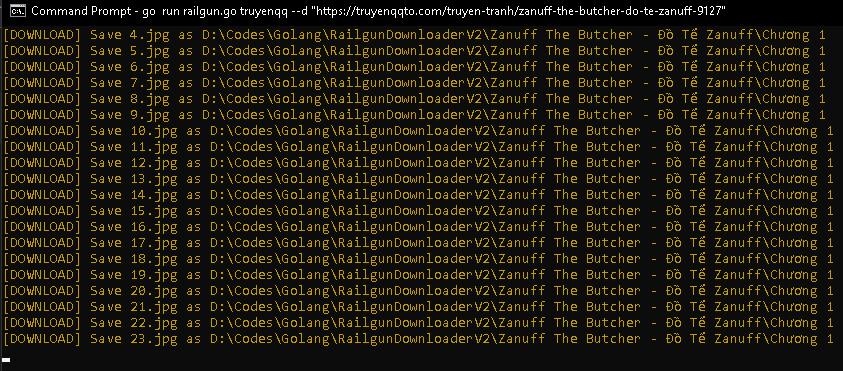 Command Prompt - go run railgun.go truyenqq --d "https://truyenqqto.com/truyen-tranh/zanuff-the-butcher-do-te-zanuff-9127"
[DOWNLOAD] Save 4.jpg as D:\Codes\Golang\RailgunDownloaderV2\Zanuff The Butcher - Đồ Tể Zanuff\Chương 1
[DOWNLOAD] Save 5.jpg as D:\Codes\Golang\RailgunDownloaderV2\Zanuff The Butcher - Đồ Tể Zanuff\Chương 1
[DOWNLOAD] Save 6.jpg as D:\Codes\Golang\RailgunDownloaderV2\Zanuff The Butcher - Đồ Tể Zanuff\Chương 1
[DOWNLOAD] Save 7.jpg as D:\Codes\Golang\RailgunDownloaderV2\Zanuff The Butcher - Đồ Tể Zanuff\Chương 1
[DOWNLOAD] Save 8.jpg as D:\Codes\Golang\RailgunDownloaderV2\Zanuff The Butcher - Đồ Tể Zanuff\Chương 1
[DOWNLOAD] Save 9.jpg as D:\Codes\Golang\RailgunDownloaderV2\Zanuff The Butcher - Đồ Tể Zanuff\Chương 1
[DOWNLOAD] Save 10.jpg as D:\Codes\Golang\RailgunDownloaderV2\Zanuff The Butcher - Đồ Tể Zanuff\Chương 1
[DOWNLOAD] Save 11.jpg as D:\Codes\Golang\RailgunDownloaderV2\Zanuff The Butcher - Đồ Tể Zanuff\Chương 1
[DOWNLOAD] Save 12.jpg as D:\Codes\Golang\RailgunDownloaderV2\Zanuff The Butcher - Đồ Tể Zanuff\Chương 1
[DOWNLOAD] Save 13.jpg as D:\Codes\Golang\RailgunDownloaderV2\Zanuff The Butcher - Đồ Tể Zanuff\Chương 1
[DOWNLOAD] Save 14.jpg as D:\Codes\Golang\RailgunDownloaderV2\Zanuff The Butcher - Đồ Tể Zanuff\Chương 1
[DOWNLOAD] Save 15.jpg as D:\Codes\Golang\RailgunDownloaderV2\Zanuff The Butcher - Đồ Tể Zanuff\Chương 1
[DOWNLOAD] Save 16.jpg as D:\Codes\Golang\RailgunDownloaderV2\Zanuff The Butcher - Đồ Tể Zanuff\Chương 1
[DOWNLOAD] Save 17.jpg as D:\Codes\Golang\RailgunDownloaderV2\Zanuff The Butcher - Đồ Tể Zanuff\Chương 1
[DOWNLOAD] Save 18.jpg as D:\Codes\Golang\RailgunDownloaderV2\Zanuff The Butcher - Đồ Tể Zanuff\Chương 1
[DOWNLOAD] Save 19.jpg as D:\Codes\Golang\RailgunDownloaderV2\Zanuff The Butcher - Đồ Tể Zanuff\Chương 1
[DOWNLOAD] Save 20.jpg as D:\Codes\Golang\RailgunDownloaderV2\Zanuff The Butcher - Đồ Tể Zanuff\Chương 1
[DOWNLOAD] Save 21.jpg as D:\Codes\Golang\RailgunDownloaderV2\Zanuff The Butcher - Đồ Tể Zanuff\Chương 1
[DOWNLOAD] Save 22.jpg as D:\Codes\Golang\RailgunDownloaderV2\Zanuff The Butcher - Đồ Tể Zanuff\Chương 1
[DOWNLOAD] Save 23.jpg as D:\Codes\Golang\RailgunDownloaderV2\Zanuff The Butcher - Đồ Tể Zanuff\Chương 1